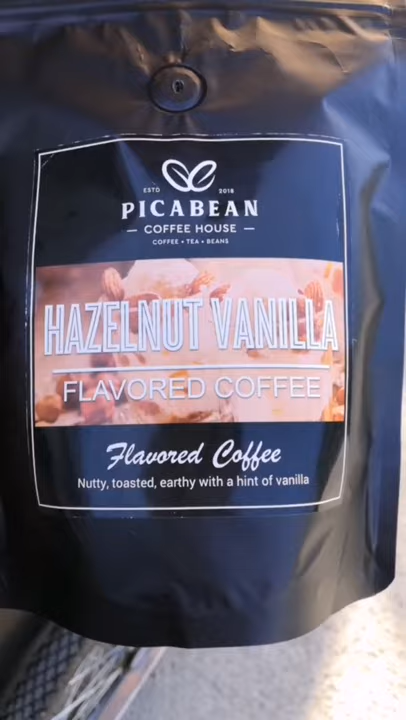 ESTD 2018
PICABEAN
— COFFEE HOUSE —
COFFEE • TEA • BEANS
HAZELNUT VANILLA
FLAVORED COFFEE
Flavored Coffee
Nutty, toasted, earthy with a hint of vanilla